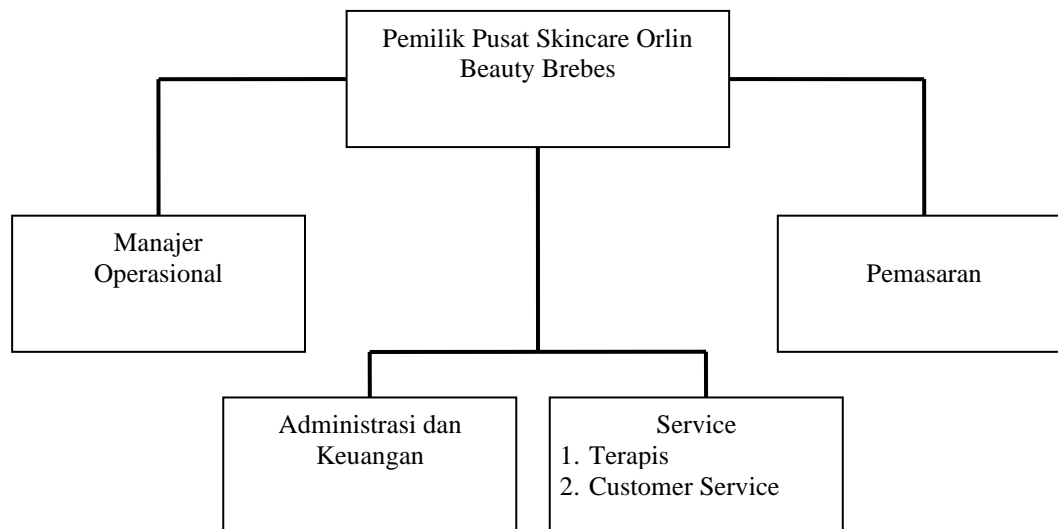 Pemilik Pusat Skincare Orlin
Beauty Brebes
Manajer
Operasional
Pemasaran
Administrasi dan
Keuangan
Service
1. Terapis
2. Customer Service